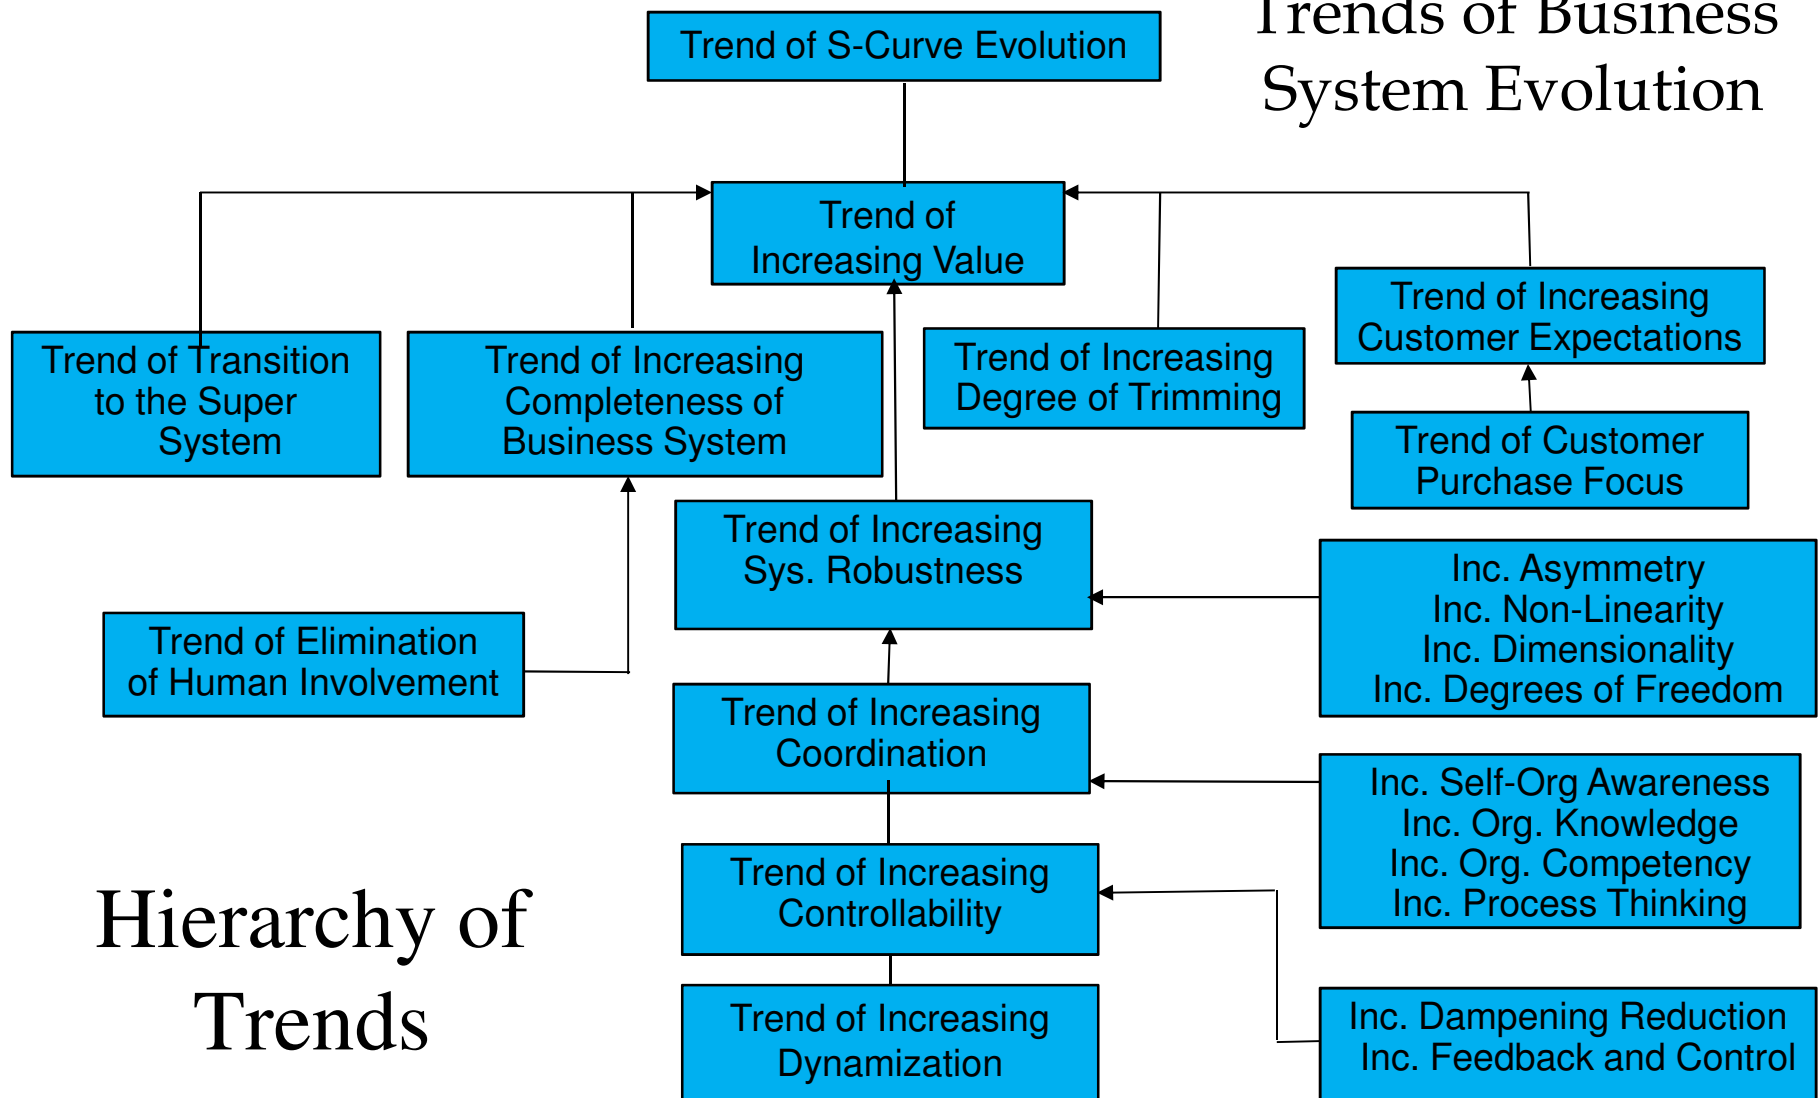 Trends of Business
System Evolution
Trend of S-Curve Evolution
Trend of
Increasing Value
Trend of Transition
to the Super
System
Trend of Increasing
Completeness of
Business System
Trend of Increasing
Degree of Trimming
Trend of Increasing
Customer Expectations
Trend of Customer
Purchase Focus
Trend of Increasing
Sys. Robustness
Inc. Asymmetry
Inc. Non-Linearity
Inc. Dimensionality
Inc. Degrees of Freedom
Trend of Elimination
of Human Involvement
Trend of Increasing
Coordination
Inc. Self-Org Awareness
Inc. Org. Knowledge
Inc. Org. Competency
Inc. Process Thinking
Trend of Increasing
Controllability
Hierarchy of
Trends
Trend of Increasing
Dynamization
Inc. Dampening Reduction
Inc. Feedback and Control